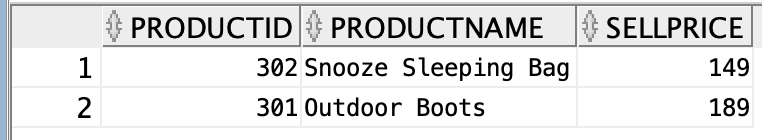 PRODUCTID PRODUCTNAME SELLPRICE
1 302 Snooze Sleeping Bag 149
2 301 Outdoor Boots 189